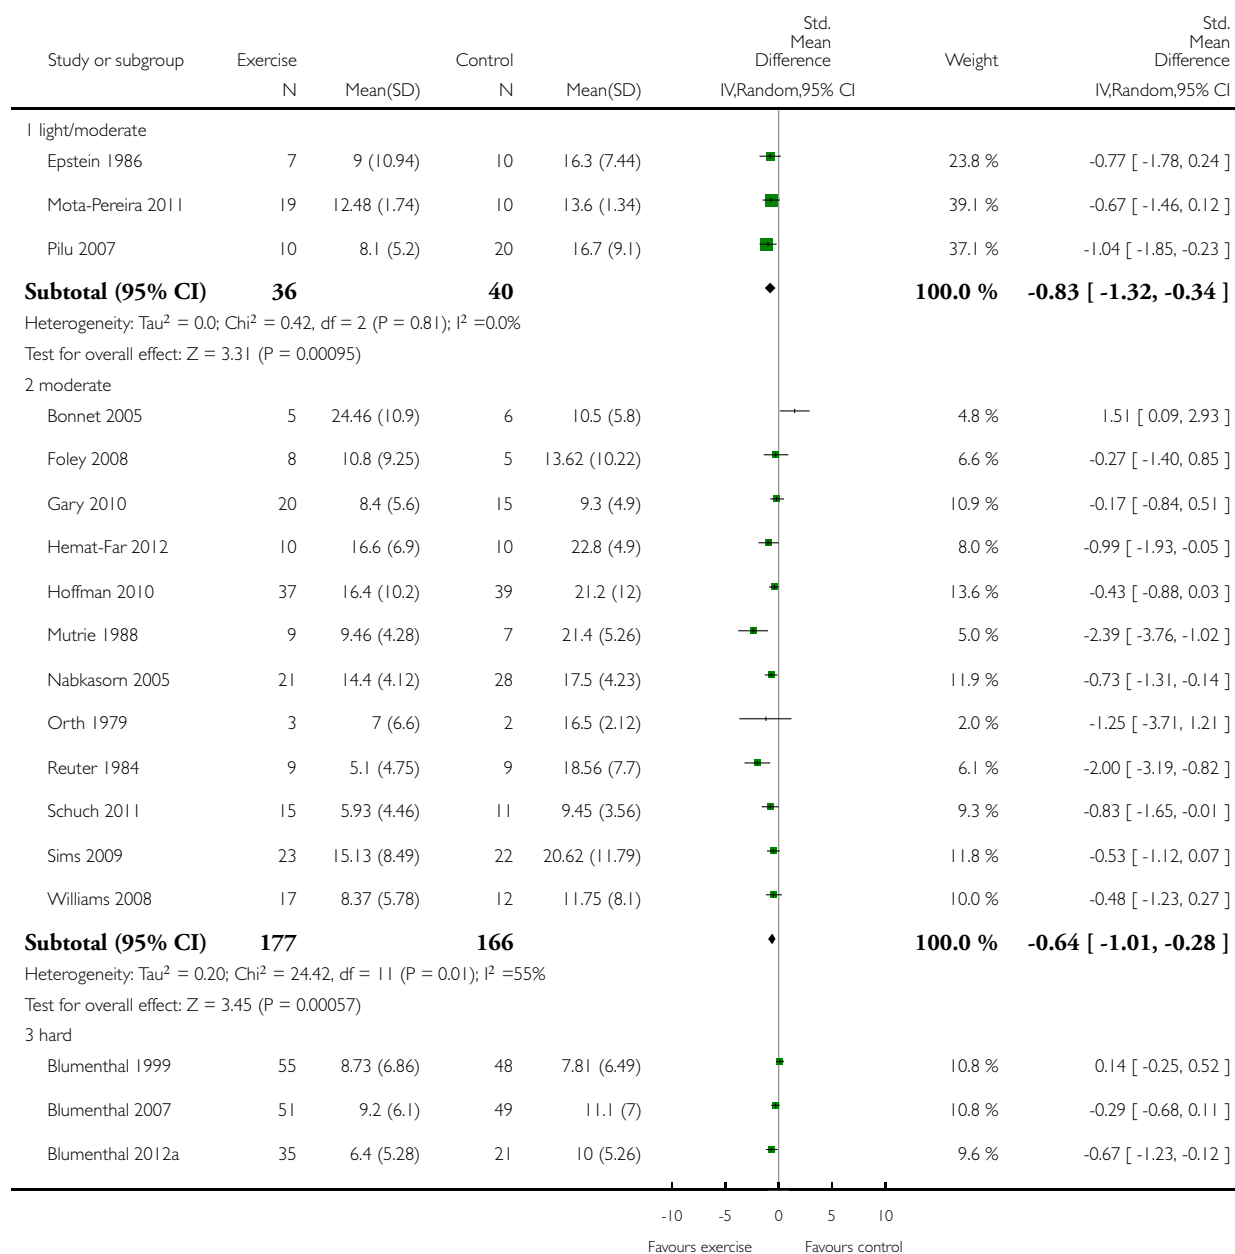 Study or subgroup Exercise Control Std. Mean Difference Weight Std. Mean Difference
N Mean(SD) N Mean(SD) IV,Random,95% CI IV,Random,95% CI
1 light/moderate
Epstein 1986 7 9 (10.94) 10 16.3 (7.44) 23.8 % -0.77 [ -1.78, 0.24 ]
Mota-Pereira 2011 19 12.48 (1.74) 10 13.6 (1.34) 39.1 % -0.67 [ -1.46, 0.12 ]
Pilu 2007 10 8.1 (5.2) 20 16.7 (9.1) 37.1 % -1.04 [ -1.85, -0.23 ]
Subtotal (95% CI) 36 40 100.0 % -0.83 [ -1.32, -0.34 ]
Heterogeneity: Tau² = 0.0; Chi² = 0.42, df = 2 (P = 0.81); I² =0.0%
Test for overall effect: Z = 3.31 (P = 0.00095)
2 moderate
Bonnet 2005 5 24.46 (10.9) 6 10.5 (5.8) 4.8 % 1.51 [ 0.09, 2.93 ]
Foley 2008 8 10.8 (9.25) 5 13.62 (10.22) 6.6 % -0.27 [ -1.40, 0.85 ]
Gary 2010 20 8.4 (5.6) 15 9.3 (4.9) 10.9 % -0.17 [ -0.84, 0.51 ]
Hemat-Far 2012 10 16.6 (6.9) 10 22.8 (4.9) 8.0 % -0.99 [ -1.93, -0.05 ]
Hoffman 2010 37 16.4 (10.2) 39 21.2 (12) 13.6 % -0.43 [ -0.88, 0.03 ]
Mutrie 1988 9 9.46 (4.28) 7 21.4 (5.26) 5.0 % -2.39 [ -3.76, -1.02 ]
Nabkasorn 2005 21 14.4 (4.12) 28 17.5 (4.23) 11.9 % -0.73 [ -1.31, -0.14 ]
Orth 1979 3 7 (6.6) 2 16.5 (2.12) 2.0 % -1.25 [ -3.71, 1.21 ]
Reuter 1984 9 5.1 (4.75) 9 18.56 (7.7) 6.1 % -2.00 [ -3.19, -0.82 ]
Schuch 2011 15 5.93 (4.46) 11 9.45 (3.56) 9.3 % -0.83 [ -1.65, -0.01 ]
Sims 2009 23 15.13 (8.49) 22 20.62 (11.79) 11.8 % -0.53 [ -1.12, 0.07 ]
Williams 2008 17 8.37 (5.78) 12 11.75 (8.1) 10.0 % -0.48 [ -1.23, 0.27 ]
Subtotal (95% CI) 177 166 100.0 % -0.64 [ -1.01, -0.28 ]
Heterogeneity: Tau² = 0.20; Chi² = 24.42, df = 11 (P = 0.01); I² =55%
Test for overall effect: Z = 3.45 (P = 0.00057)
3 hard
Blumenthal 1999 55 8.73 (6.86) 48 7.81 (6.49) 10.8 % 0.14 [ -0.25, 0.52 ]
Blumenthal 2007 51 9.2 (6.1) 49 11.1 (7) 10.8 % -0.29 [ -0.68, 0.11 ]
Blumenthal 2012a 35 6.4 (5.28) 21 10 (5.26) 9.6 % -0.67 [ -1.23, -0.12 ]
-10 -5 0 5 10
Favours exercise Favours control